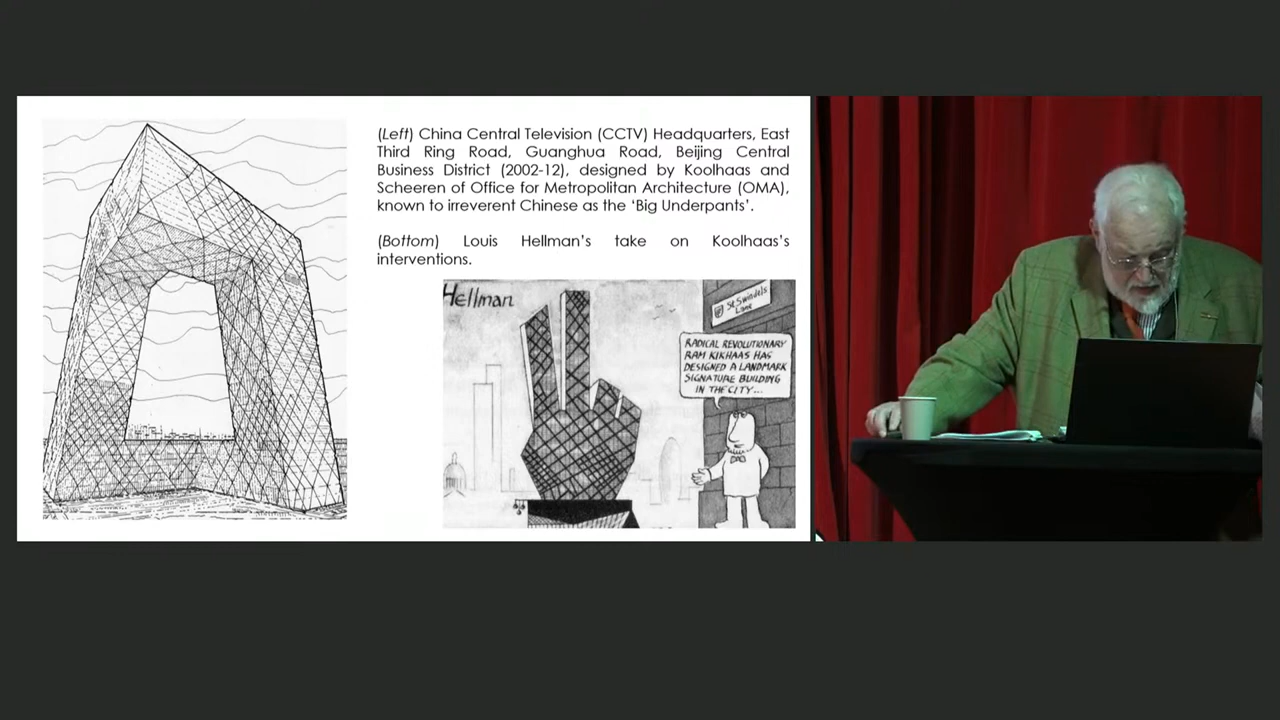 (Left) China Central Television (CCTV) Headquarters, East
Third Ring Road, Guanghua Road, Beijing Central
Business District (2002-12), designed by Koolhaas and
Scheeren of Office for Metropolitan Architecture (OMA),
known to irreverent Chinese as the ‘Big Underpants’.
(Bottom) Louis Hellman’s take on Koolhaas’s
interventions.
Hellman
St. Swindels
Lane
RADICAL REVOLUTIONARY
RAM KIKHAAS HAS
DESIGNED A LANDMARK
SIGNATURE BUILDING
IN THE CITY...